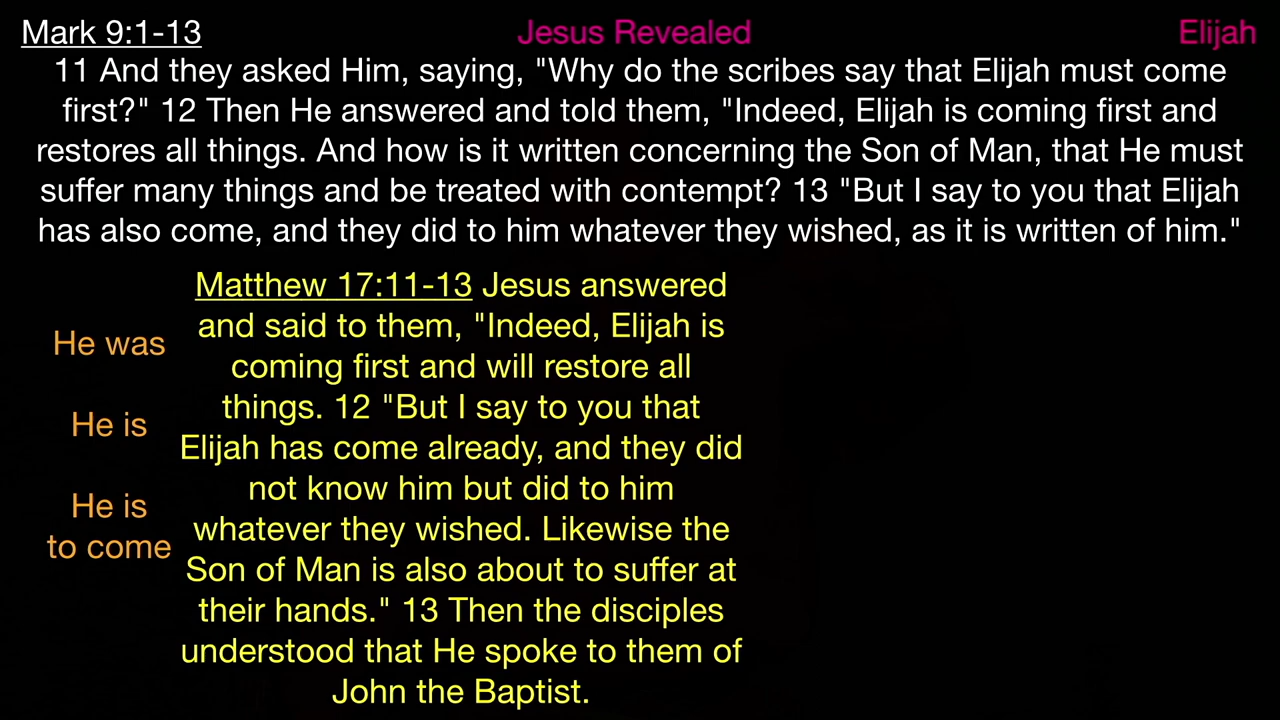 Mark 9:1-13 Jesus Revealed Elijah
11 And they asked Him, saying, "Why do the scribes say that Elijah must come
first?" 12 Then He answered and told them, "Indeed, Elijah is coming first and
restores all things. And how is it written concerning the Son of Man, that He must
suffer many things and be treated with contempt? 13 "But I say to you that Elijah
has also come, and they did to him whatever they wished, as it is written of him."
He was
He is
He is
to come
Matthew 17:11-13 Jesus answered
and said to them, "Indeed, Elijah is
coming first and will restore all
things. 12 "But I say to you that
Elijah has come already, and they did
not know him but did to him
whatever they wished. Likewise the
Son of Man is also about to suffer at
their hands." 13 Then the disciples
understood that He spoke to them of
John the Baptist.